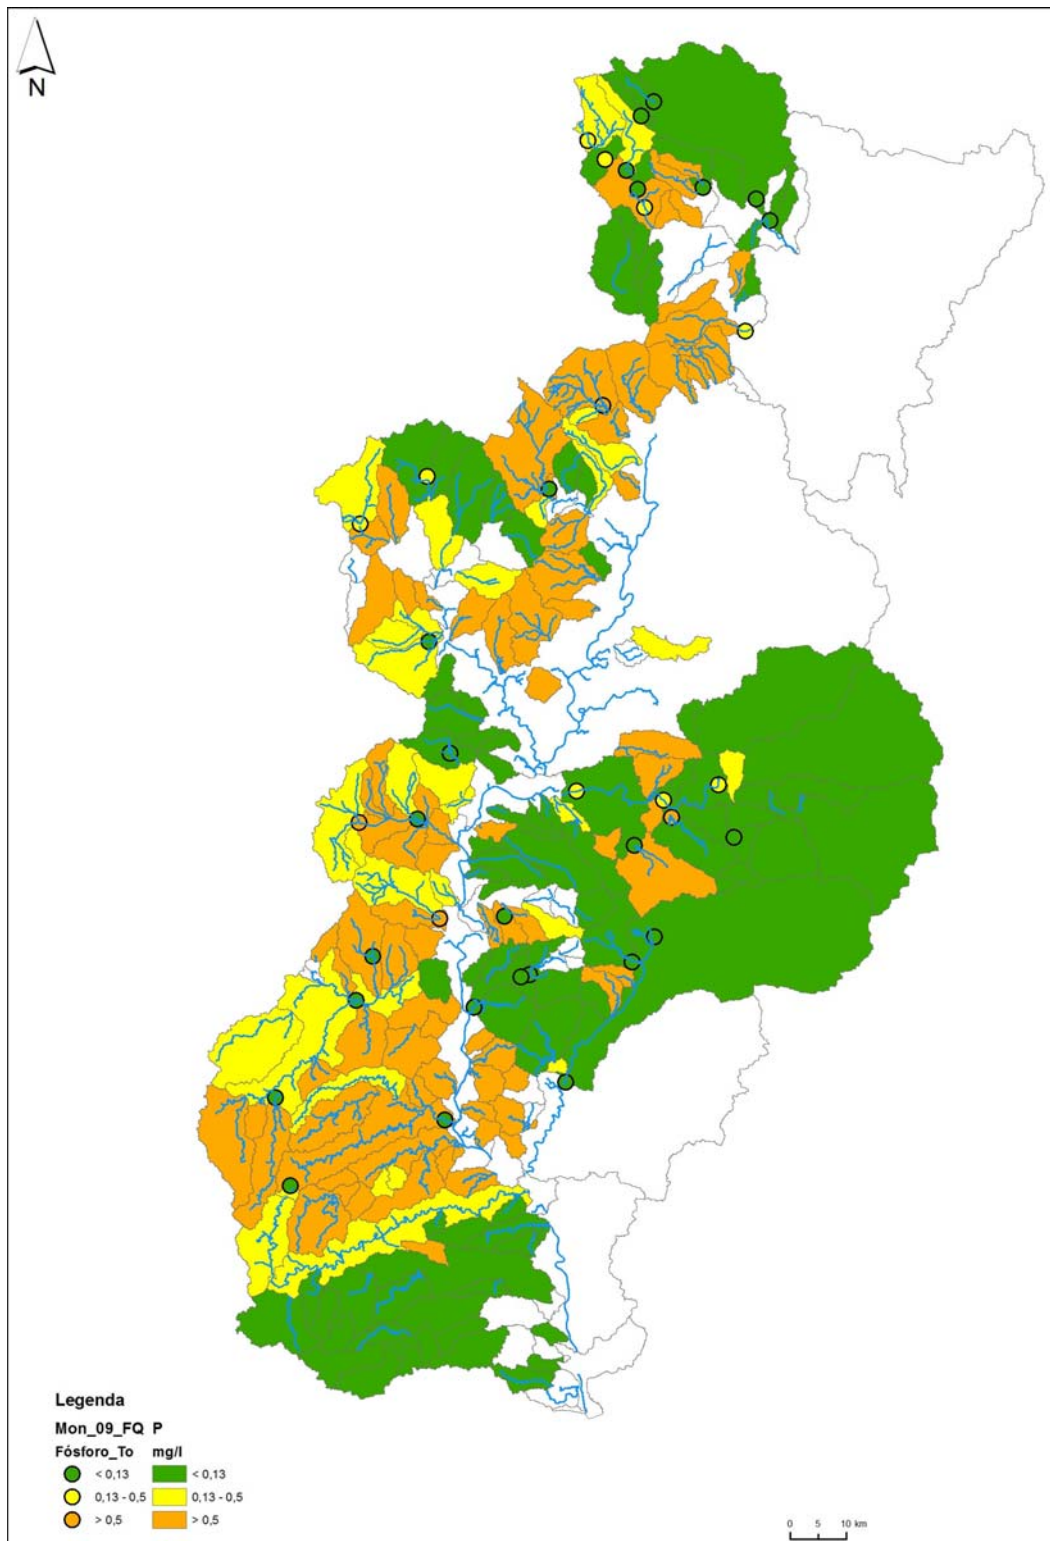 N
Legenda
Mon_09_FQ P
Fósforo_To mg/l
< 0,13 < 0,13
0,13 - 0,5 0,13 - 0,5
> 0,5 > 0,5
0 5 10 km